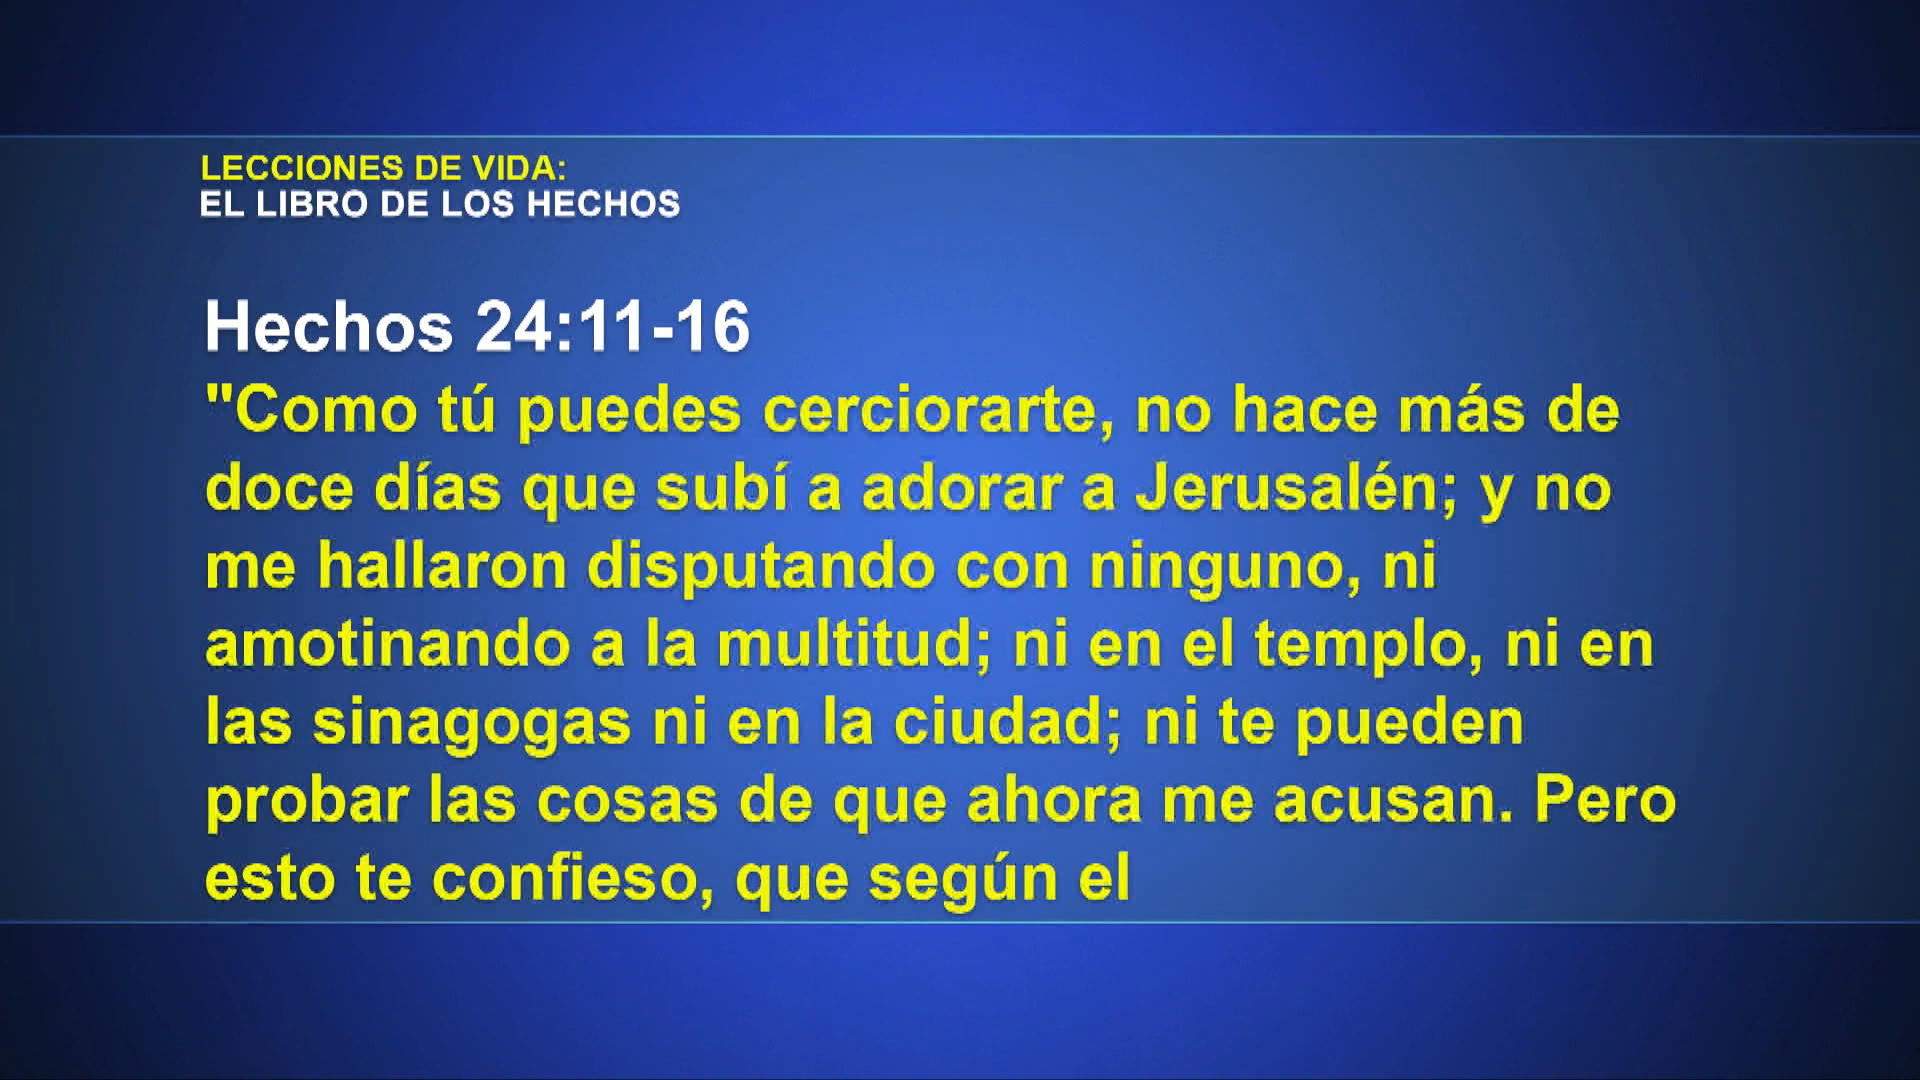 LECCIONES DE VIDA:
EL LIBRO DE LOS HECHOS
Hechos 24:11-16
"Como tú puedes cerciorarte, no hace más de
doce días que subí a adorar a Jerusalén; y no
me hallaron disputando con ninguno, ni
amotinando a la multitud; ni en el templo, ni en
las sinagogas ni en la ciudad; ni te pueden
probar las cosas de que ahora me acusan. Pero
esto te confieso, que según el